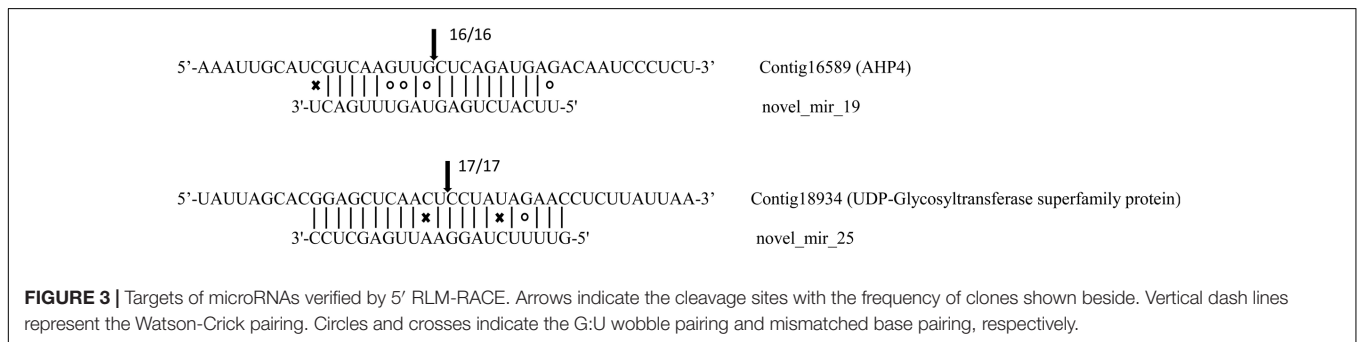 16/16
5’-AAAUUGCAUCGUCAAGUUGCUCAGAUGAGACAAUCCCUCU-3’ Contig16589 (AHP4)
3'-UCAGUUUGAUGAGUCUACUU-5' novel_mir_19
17/17
5’-UAUUAGCACGGAGCUCAACUCCUAUAGAACCUCUUAUUAA-3’ Contig18934 (UDP-Glycosyltransferase superfamily protein)
3'-CCUCGAGUUAAGGAUCUUUUG-5' novel_mir_25
FIGURE 3 | Targets of microRNAs verified by 5′ RLM-RACE. Arrows indicate the cleavage sites with the frequency of clones shown beside. Vertical dash lines
represent the Watson-Crick pairing. Circles and crosses indicate the G:U wobble pairing and mismatched base pairing, respectively.